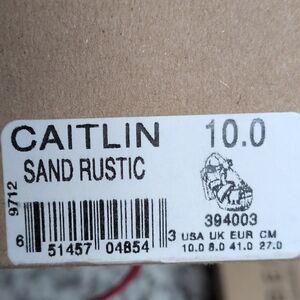 CAITLIN 10.0
SAND RUSTIC
9712
394003
6 51457 04854 3
USA UK EUR CM
10.0 8.0 41.0 27.0